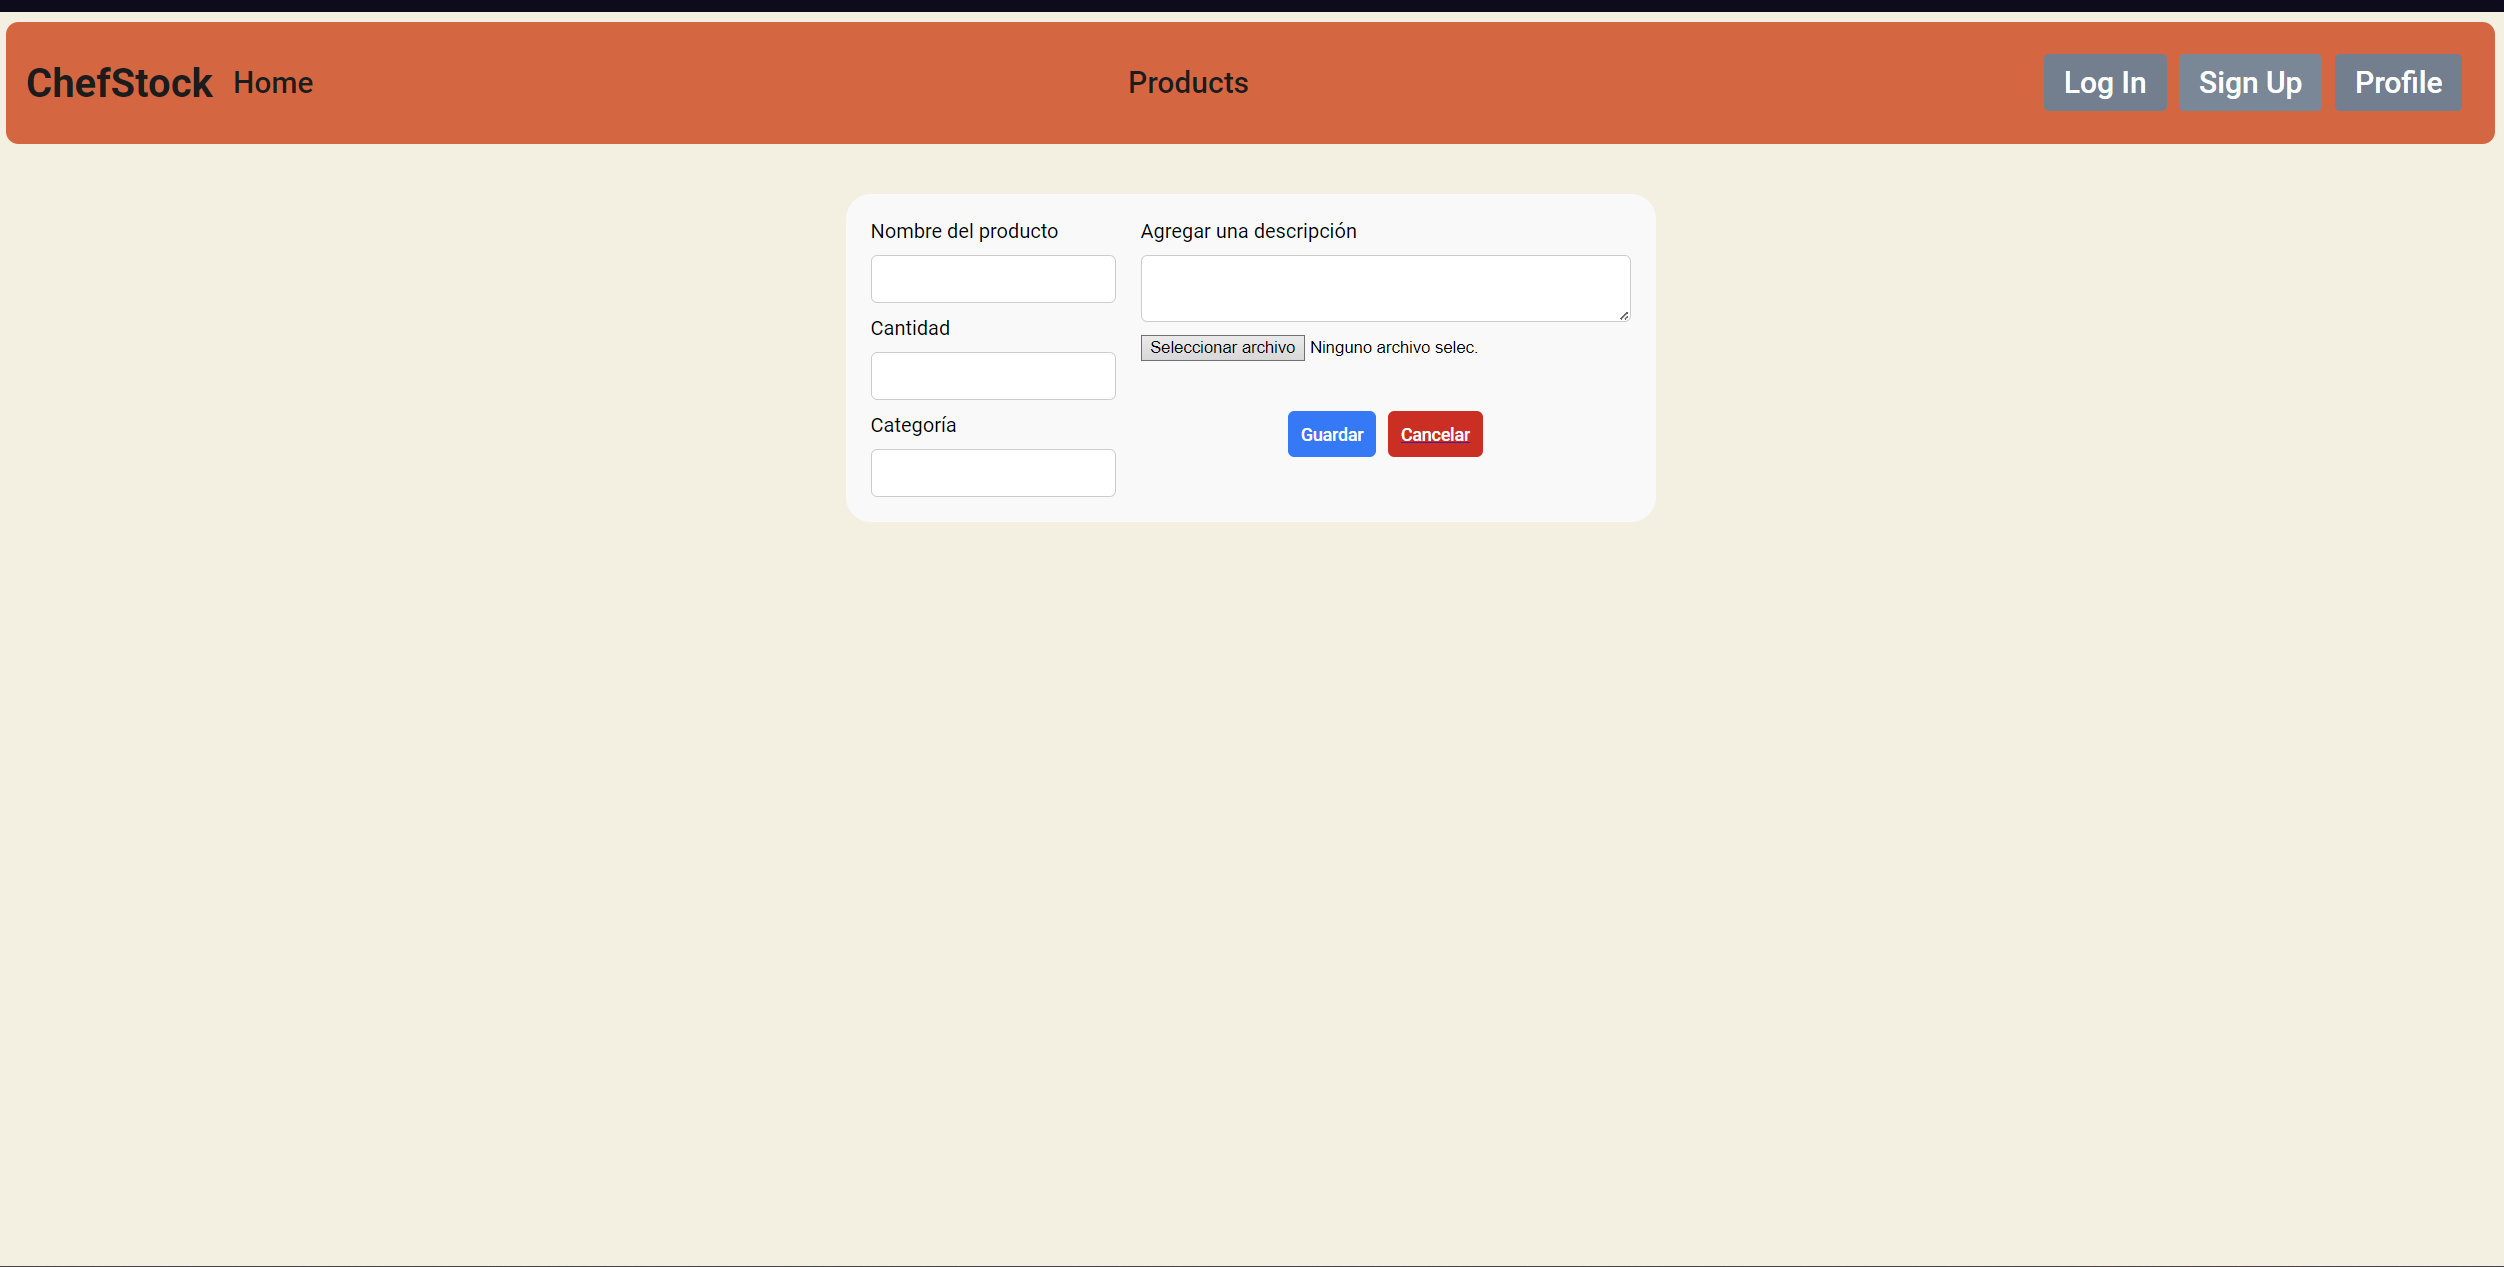 ChefStock Home Products Log In Sign Up Profile
Nombre del producto
Cantidad
Categoría
Agregar una descripción
Seleccionar archivo Ninguno archivo selec.
Guardar Cancelar